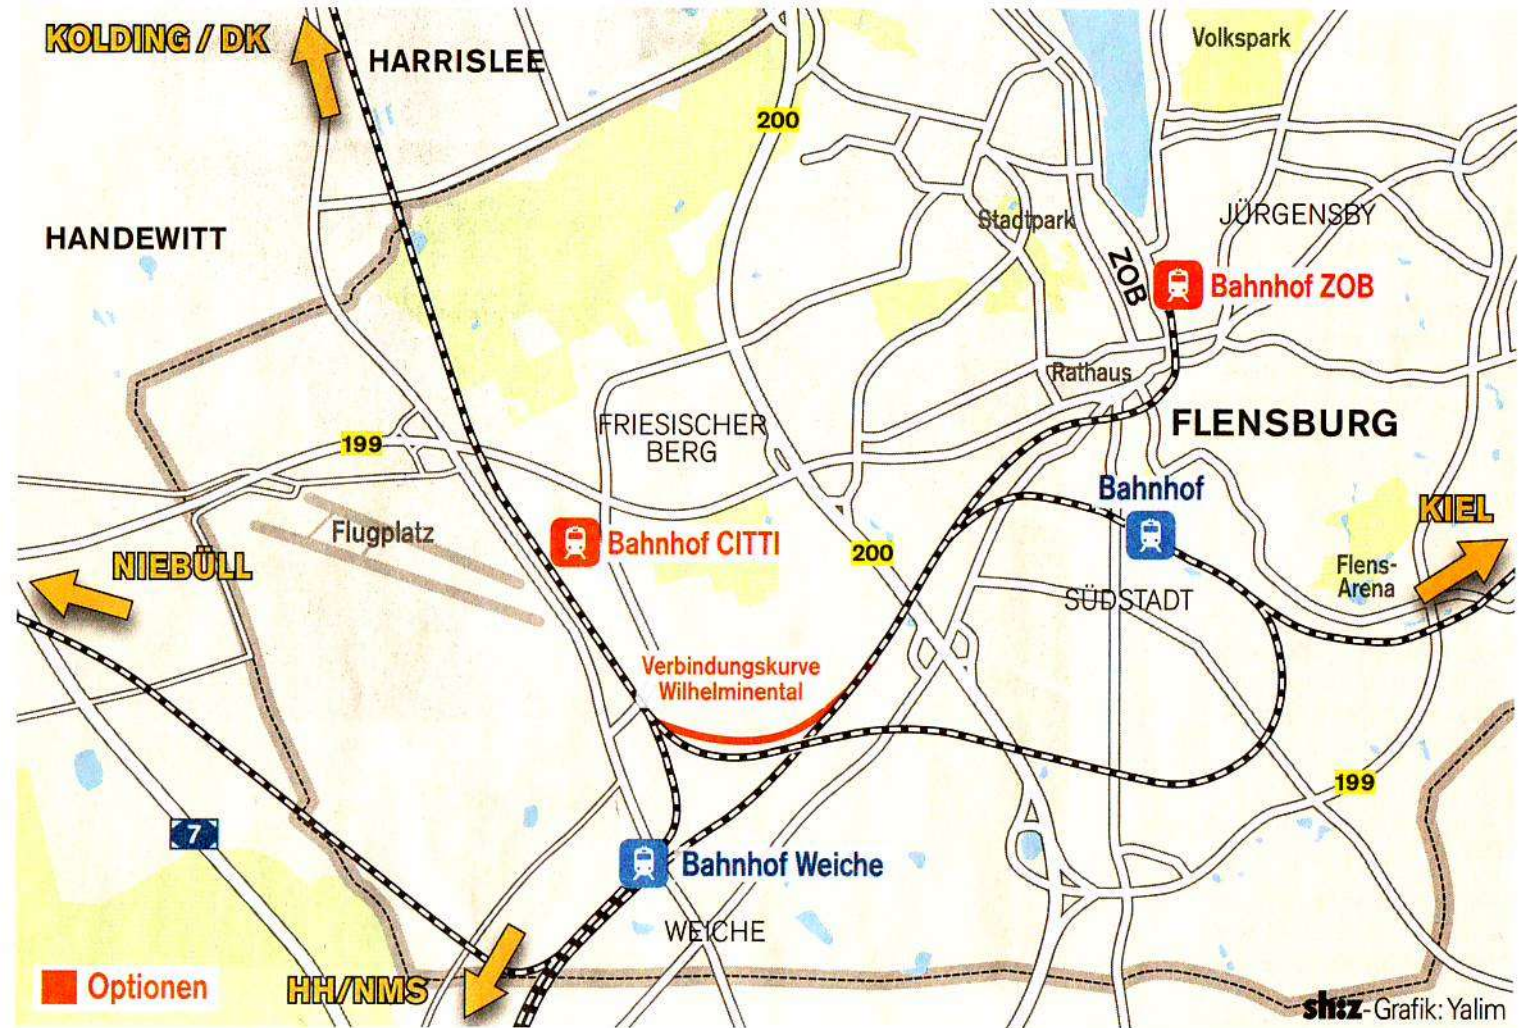 KOLDING / DK
HARRISLEE
Volkspark
200
HANDEWITT
Stadtpark
JÜRGENSBY
ZOB
Bahnhof ZOB
Rathaus
FLENSBURG
199
FRIESISCHER
BERG
Bahnhof
KIEL
Flugplatz
Bahnhof CITTI
200
NIEBÜLL
Flens-
Arena
SÜDSTADT
Verbindungskurve
Wilhelminental
199
7
Bahnhof Weiche
WEICHE
Optionen
HH/NMS
sh:z-Grafik: Yalim